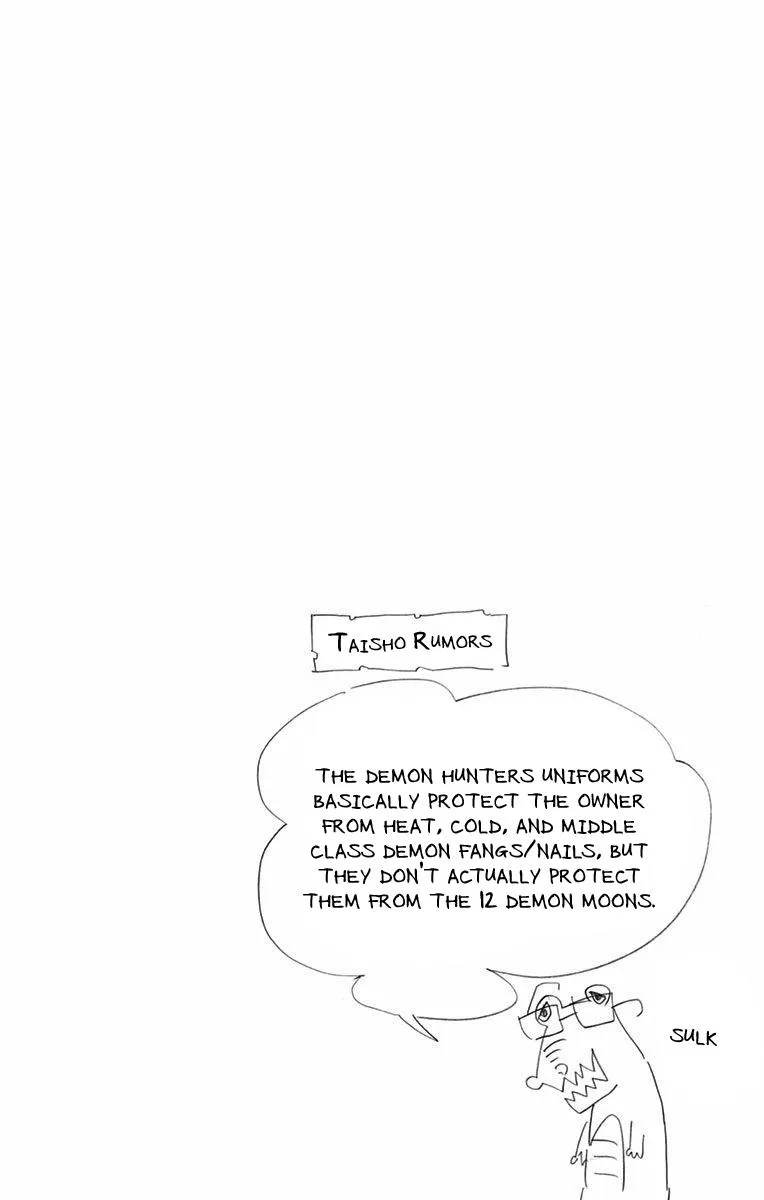 TAISHO RUMORS
THE DEMON HUNTERS UNIFORMS
BASICALLY PROTECT THE OWNER
FROM HEAT, COLD, AND MIDDLE
CLASS DEMON FANGS/NAILS, BUT
THEY DON'T ACTUALLY PROTECT
THEM FROM THE 12 DEMON MOONS.
SULK